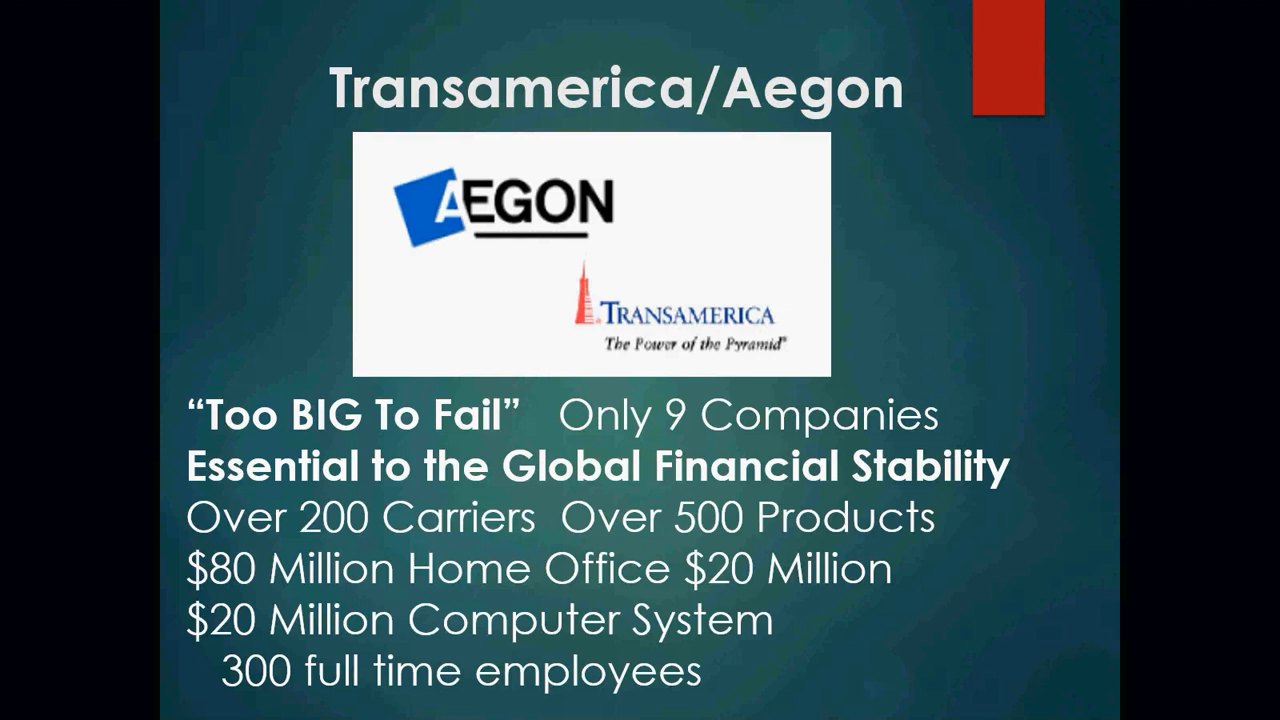 Transamerica/Aegon
AEGON
TRANSAMERICA
The Power of the Pyramid®
“Too BIG To Fail” Only 9 Companies
Essential to the Global Financial Stability
Over 200 Carriers Over 500 Products
$80 Million Home Office $20 Million
$20 Million Computer System
300 full time employees